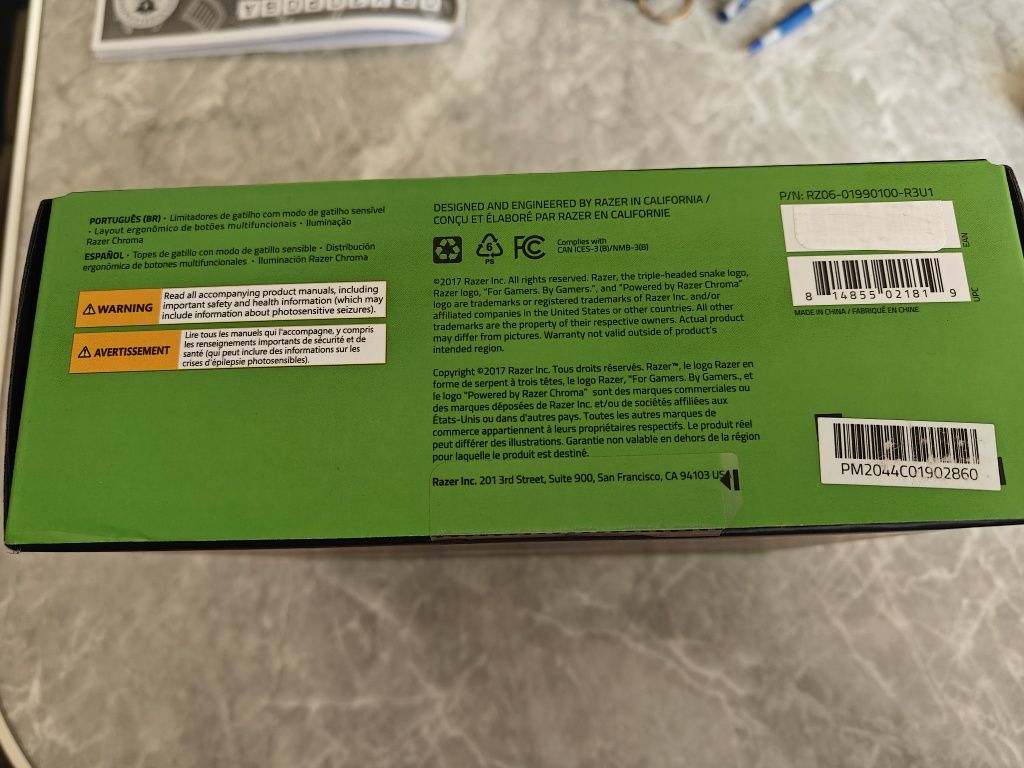 PORTUGUÊS (BR) • Limitadores de gatilho com modo de gatilho sensível
• Layout ergonômico de botões multifuncionais • Iluminação
Razer Chroma
ESPAÑOL • Topes de gatillo con modo de gatillo sensible • Distribución
ergonómica de botones multifuncionales • Iluminación Razer Chroma
WARNING
Read all accompanying product manuals, including
important safety and health information (which may
include information about photosensitive seizures).
AVERTISSEMENT
Lire tous les manuels qui l'accompagne, y compris
les renseignements importants de sécurité et de
santé (qui peut inclure des informations sur les
crises d'épilepsie photosensibles).
DESIGNED AND ENGINEERED BY RAZER IN CALIFORNIA /
CONÇU ET ÉLABORÉ PAR RAZER EN CALIFORNIE
6
PS
FC
Complies with
CAN ICES-3 (B)/NMB-3(B)
©2017 Razer Inc. All rights reserved. Razer, the triple-headed snake logo,
Razer logo, "For Gamers. By Gamers.", and "Powered by Razer Chroma"
logo are trademarks or registered trademarks of Razer Inc. and/or
affiliated companies in the United States or other countries. All other
trademarks are the property of their respective owners. Actual product
may differ from pictures. Warranty not valid outside of product's
intended region.
Copyright ©2017 Razer Inc. Tous droits réservés. Razer™, le logo Razer en
forme de serpent à trois têtes, le logo Razer, "For Gamers. By Gamers., et
le logo "Powered by Razer Chroma" sont des marques commerciales ou
des marques déposées de Razer Inc. et/ou de sociétés affiliées aux
États-Unis ou dans d'autres pays. Toutes les autres marques de
commerce appartiennent à leurs propriétaires respectifs. Le produit réel
peut différer des illustrations. Garantie non valable en dehors de la région
pour laquelle le produit est destiné.
Razer Inc. 201 3rd Street, Suite 900, San Francisco, CA 94103 US
P/N: RZ06-01990100-R3U1
EAN
8 14855 02181 9
UPC
MADE IN CHINA / FABRIQUÉ EN CHINE
PM2044C01902860